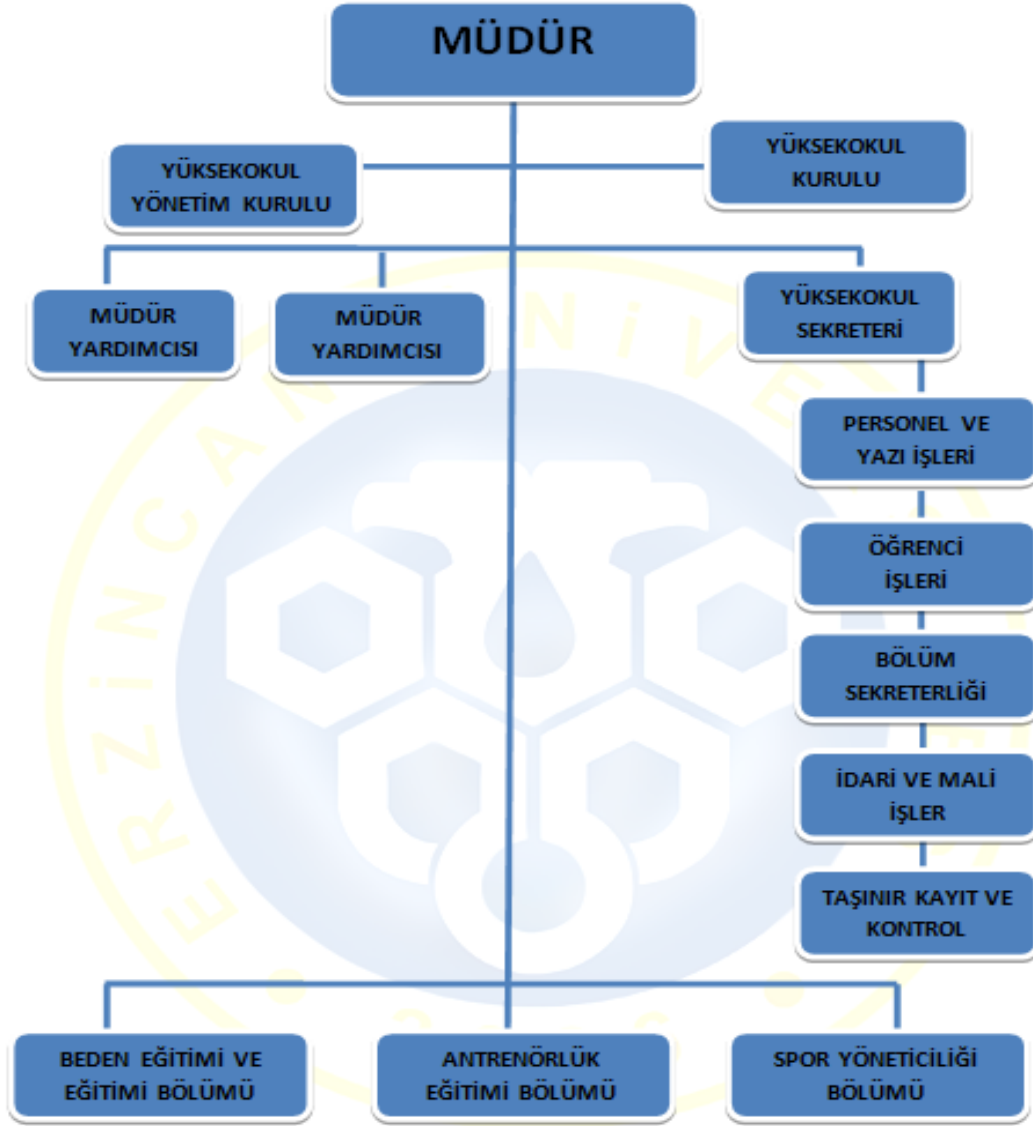 MÜDÜR
YÜKSEKOKUL
YÖNETİM KURULU
YÜKSEKOKUL
KURULU
MÜDÜR
YARDIMCISI
MÜDÜR
YARDIMCISI
YÜKSEKOKUL
SEKRETERİ
PERSONEL VE
YAZI İŞLERİ
ÖĞRENCİ
İŞLERİ
BÖLÜM
SEKRETERLİĞİ
İDARİ VE MALİ
İŞLER
TAŞINIR KAYIT VE
KONTROL
BEDEN EĞİTİMİ VE
EĞİTİMİ BÖLÜMÜ
ANTRENÖRLÜK
EĞİTİMİ BÖLÜMÜ
SPOR YÖNETİCİLİĞİ
BÖLÜMÜ
ERZİNCAN